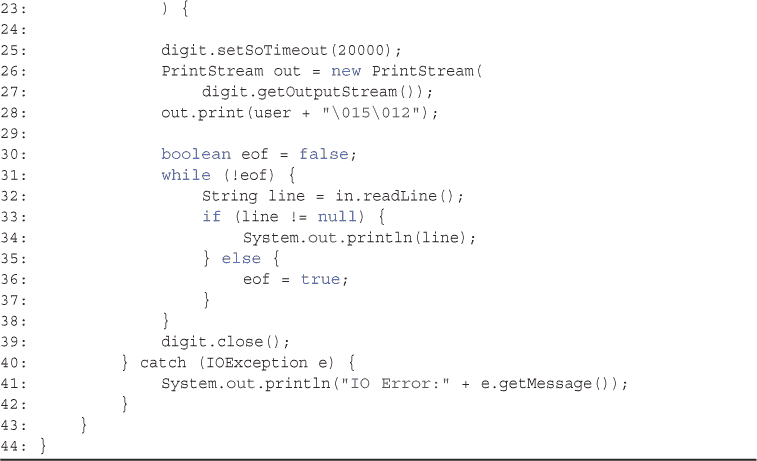 23:             ) {
24:
25:             digit.setSoTimeout(20000);
26:             PrintStream out = new PrintStream(
27:                 digit.getOutputStream());
28:             out.print(user + "\015\012");
29:
30:             boolean eof = false;
31:             while (!eof) {
32:                 String line = in.readLine();
33:                 if (line != null) {
34:                     System.out.println(line);
35:                 } else {
36:                     eof = true;
37:                 }
38:             }
39:             digit.close();
40:         } catch (IOException e) {
41:             System.out.println("IO Error:" + e.getMessage());
42:         }
43:     }
44: }